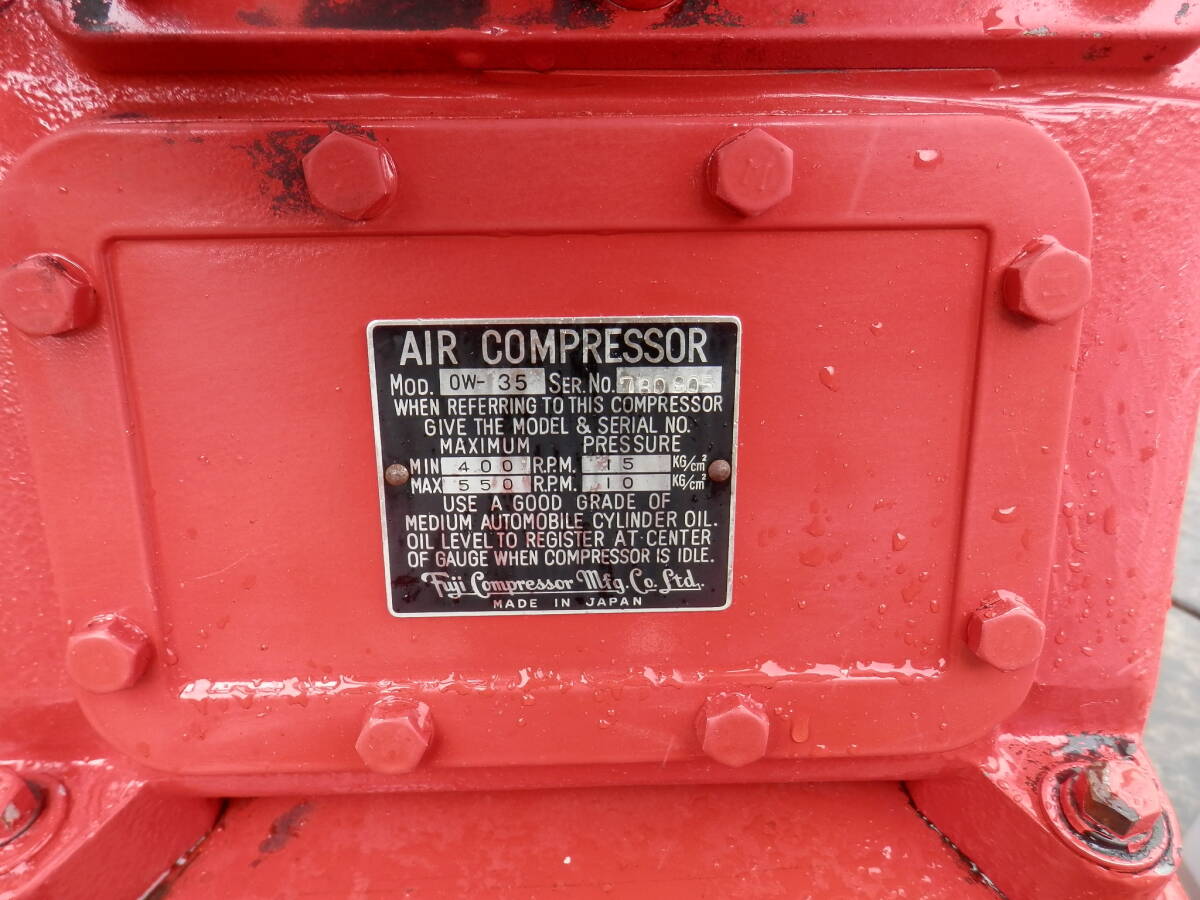 AIR COMPRESSOR
MOD. OW- 35 SER. NO.
WHEN REFERRING TO THIS COMPRESSOR
GIVE THE MODEL & SERIAL NO.
MAXIMUM PRESSURE
MIN 400 R.P.M. 15 KG/cm²
MAX 550 R.P.M. 10 KG/cm²
USE A GOOD GRADE OF
MEDIUM AUTOMOBILE CYLINDER OIL.
OIL LEVEL TO REGISTER AT CENTER
OF GAUGE WHEN COMPRESSOR IS IDLE.
Fuji Compressor Mfg. Co. Ltd.
MADE IN JAPAN